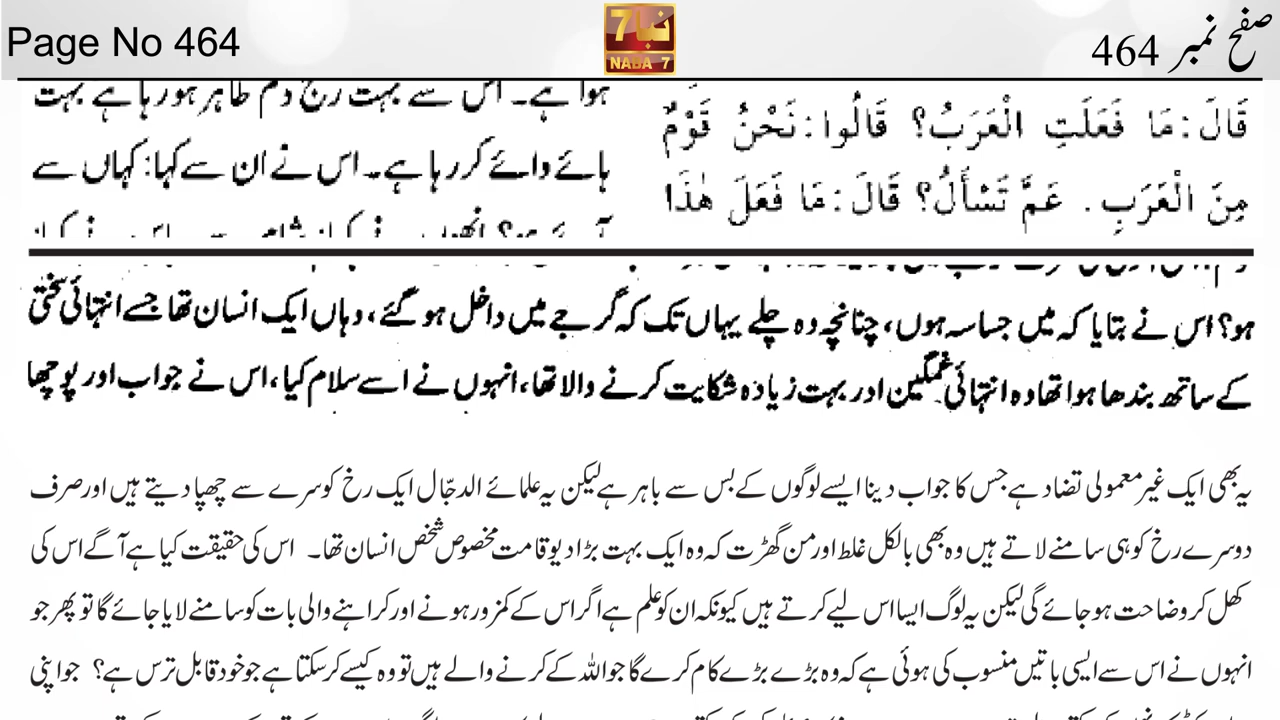 Page No 464
صفحہ نمبر 464
نبا 7
NABA 7
قَالَ: مَا فَعَلَتِ الْعَرَبُ؟ قَالُوا: نَحْنُ قَوْمٌ
مِنَ الْعَرَبِ. عَمَّ تَسْأَلُ؟ قَالَ: مَا فَعَلَ هٰذَا
ہوا ہے۔ اس سے بہت رنج و غم ظاہر ہو رہا ہے بہت
ہائے وائے کر رہا ہے۔ اس نے ان سے کہا: کہاں سے
ہو؟ اس نے بتایا کہ میں جساسہ ہوں، چنانچہ وہ چلے یہاں تک کہ گرجے میں داخل ہو گئے، وہاں ایک انسان تھا جسے انتہائی سختی
کے ساتھ بندھا ہوا تھا وہ انتہائی غمگین اور بہت زیادہ شکایت کرنے والا تھا، انہوں نے اسے سلام کیا، اس نے جواب اور پوچھا
یہ بھی ایک غیر معمولی تضاد ہے جس کا جواب دینا ایسے لوگوں کے بس سے باہر ہے لیکن یہ علمائے الدجّال ایک رخ کو سرے سے چھپا دیتے ہیں اور صرف
دوسرے رخ کو ہی سامنے لاتے ہیں وہ بھی بالکل غلط اور من گھڑت کہ وہ ایک بہت بڑا دیو قامت مخصوص شخص انسان تھا۔ اس کی حقیقت کیا ہے آگے اس کی
کھل کر وضاحت ہو جائے گی لیکن یہ لوگ ایسا اس لیے کرتے ہیں کیونکہ ان کو علم ہے اگر اس کے کمزور ہونے اور کراہنے والی بات کو سامنے لایا جائے گا تو پھر جو
انہوں نے اس سے ایسی باتیں منسوب کی ہوئی ہے کہ وہ بڑے بڑے کام کرے گا جو اللہ کے کرنے والے ہیں تو وہ کیسے کر سکتا ہے جو خود قابل ترس ہے؟ جو اپنی